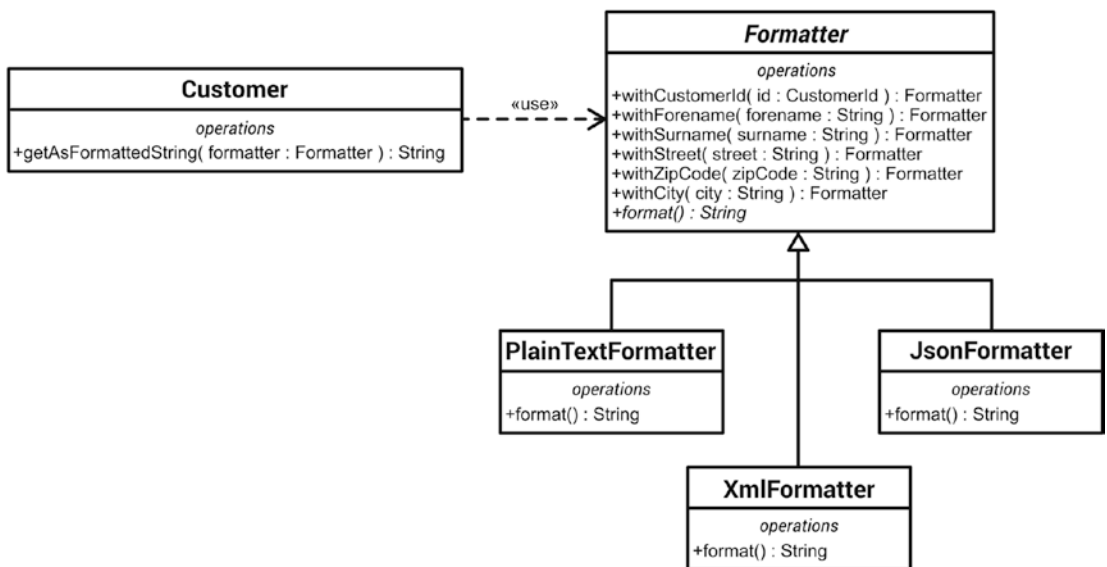 Formatter
operations
+withCustomerId( id : CustomerId ) : Formatter
+withForename( forename : String ) : Formatter
+withSurname( surname : String ) : Formatter
+withStreet( street : String ) : Formatter
+withZipCode( zipCode : String ) : Formatter
+withCity( city : String ) : Formatter
+format() : String
Customer
operations
+getAsFormattedString( formatter : Formatter ) : String
«use»
PlainTextFormatter
operations
+format() : String
JsonFormatter
operations
+format() : String
XmlFormatter
operations
+format() : String